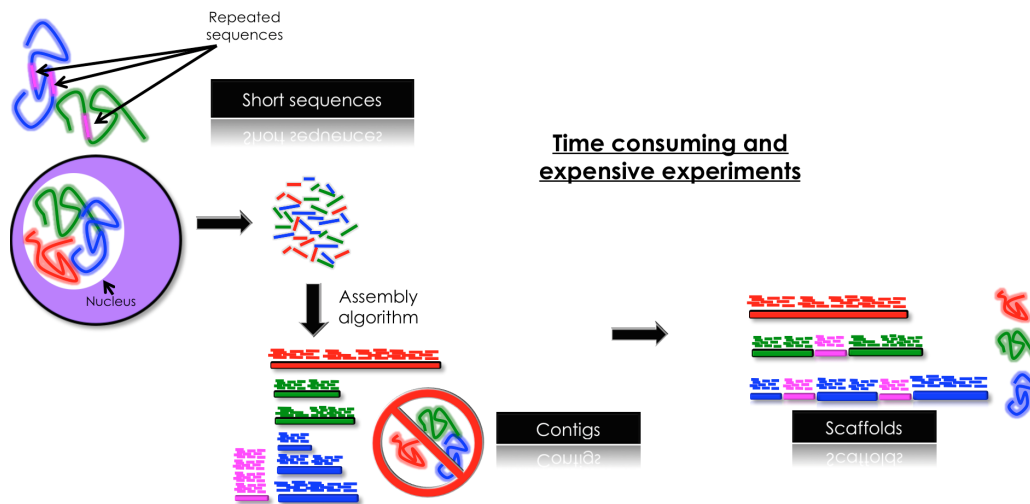 Repeated
sequences
Short sequences
Time consuming and
expensive experiments
Nucleus
Assembly
algorithm
Contigs
Scaffolds